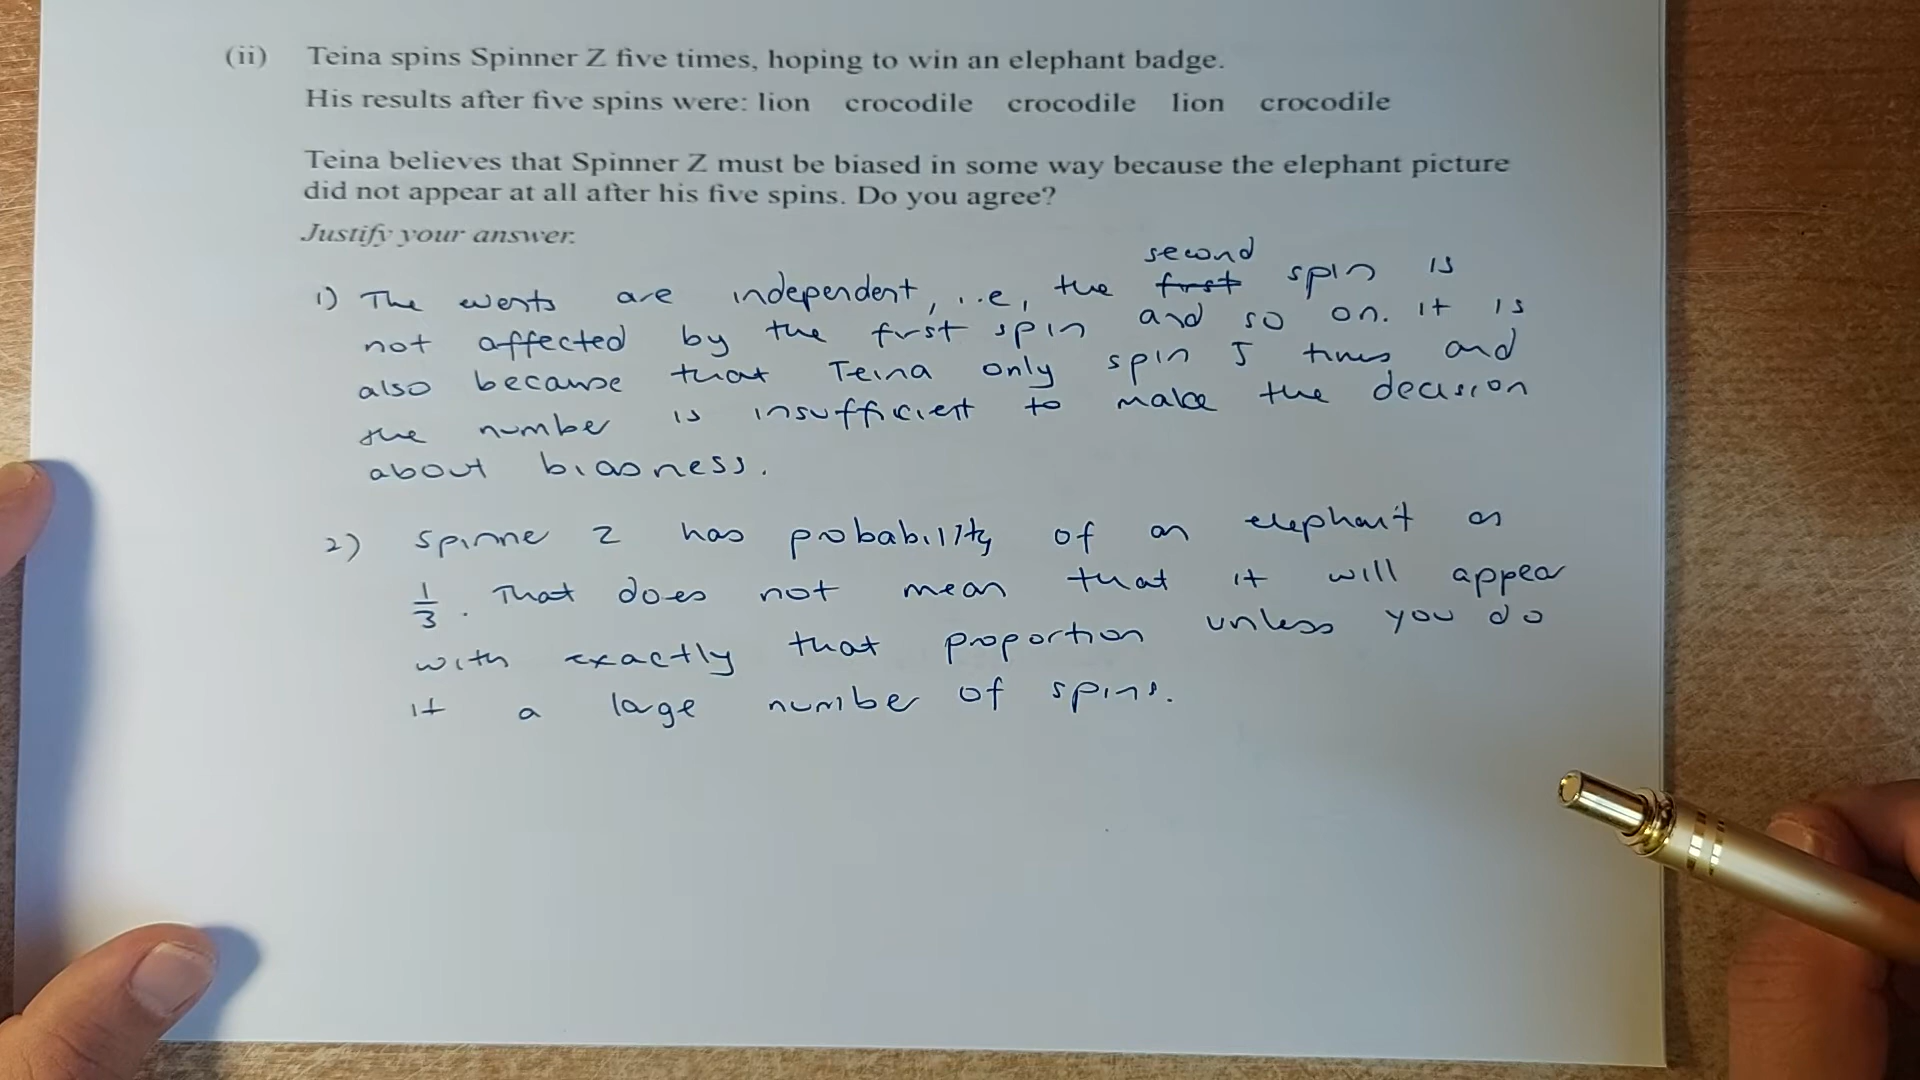 (ii) Teina spins Spinner Z five times, hoping to win an elephant badge.
His results after five spins were: lion crocodile crocodile lion crocodile
Teina believes that Spinner Z must be biased in some way because the elephant picture
did not appear at all after his five spins. Do you agree?
Justify your answer.
second
1) The events are independent, i.e, the first spin is
not affected by the first spin and so on. it is
also because that Teina only spin 5 times and
the number is insufficient to make the decision
about biasness.
2) Spinne Z has probability of an elephant as
1/3. That does not mean that it will appear
with exactly that proportion unless you do
it a large number of spins.